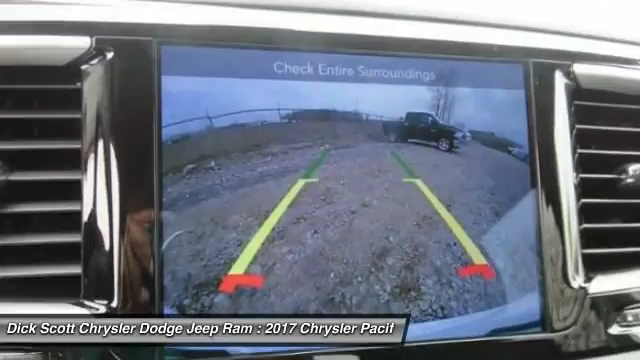 Check Entire Surroundings
Dick Scott Chrysler Dodge Jeep Ram : 2017 Chrysler Pacif